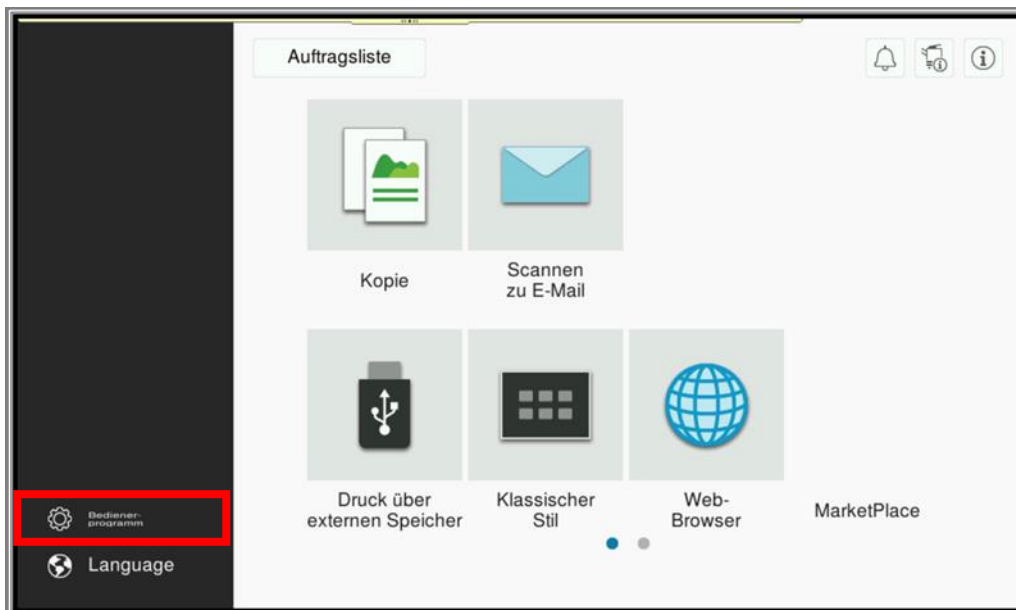 Auftragsliste
Kopie
Scannen
zu E-Mail
Druck über
externen Speicher
Klassischer
Stil
Web-
Browser
MarketPlace
Bediener-
programm
Language